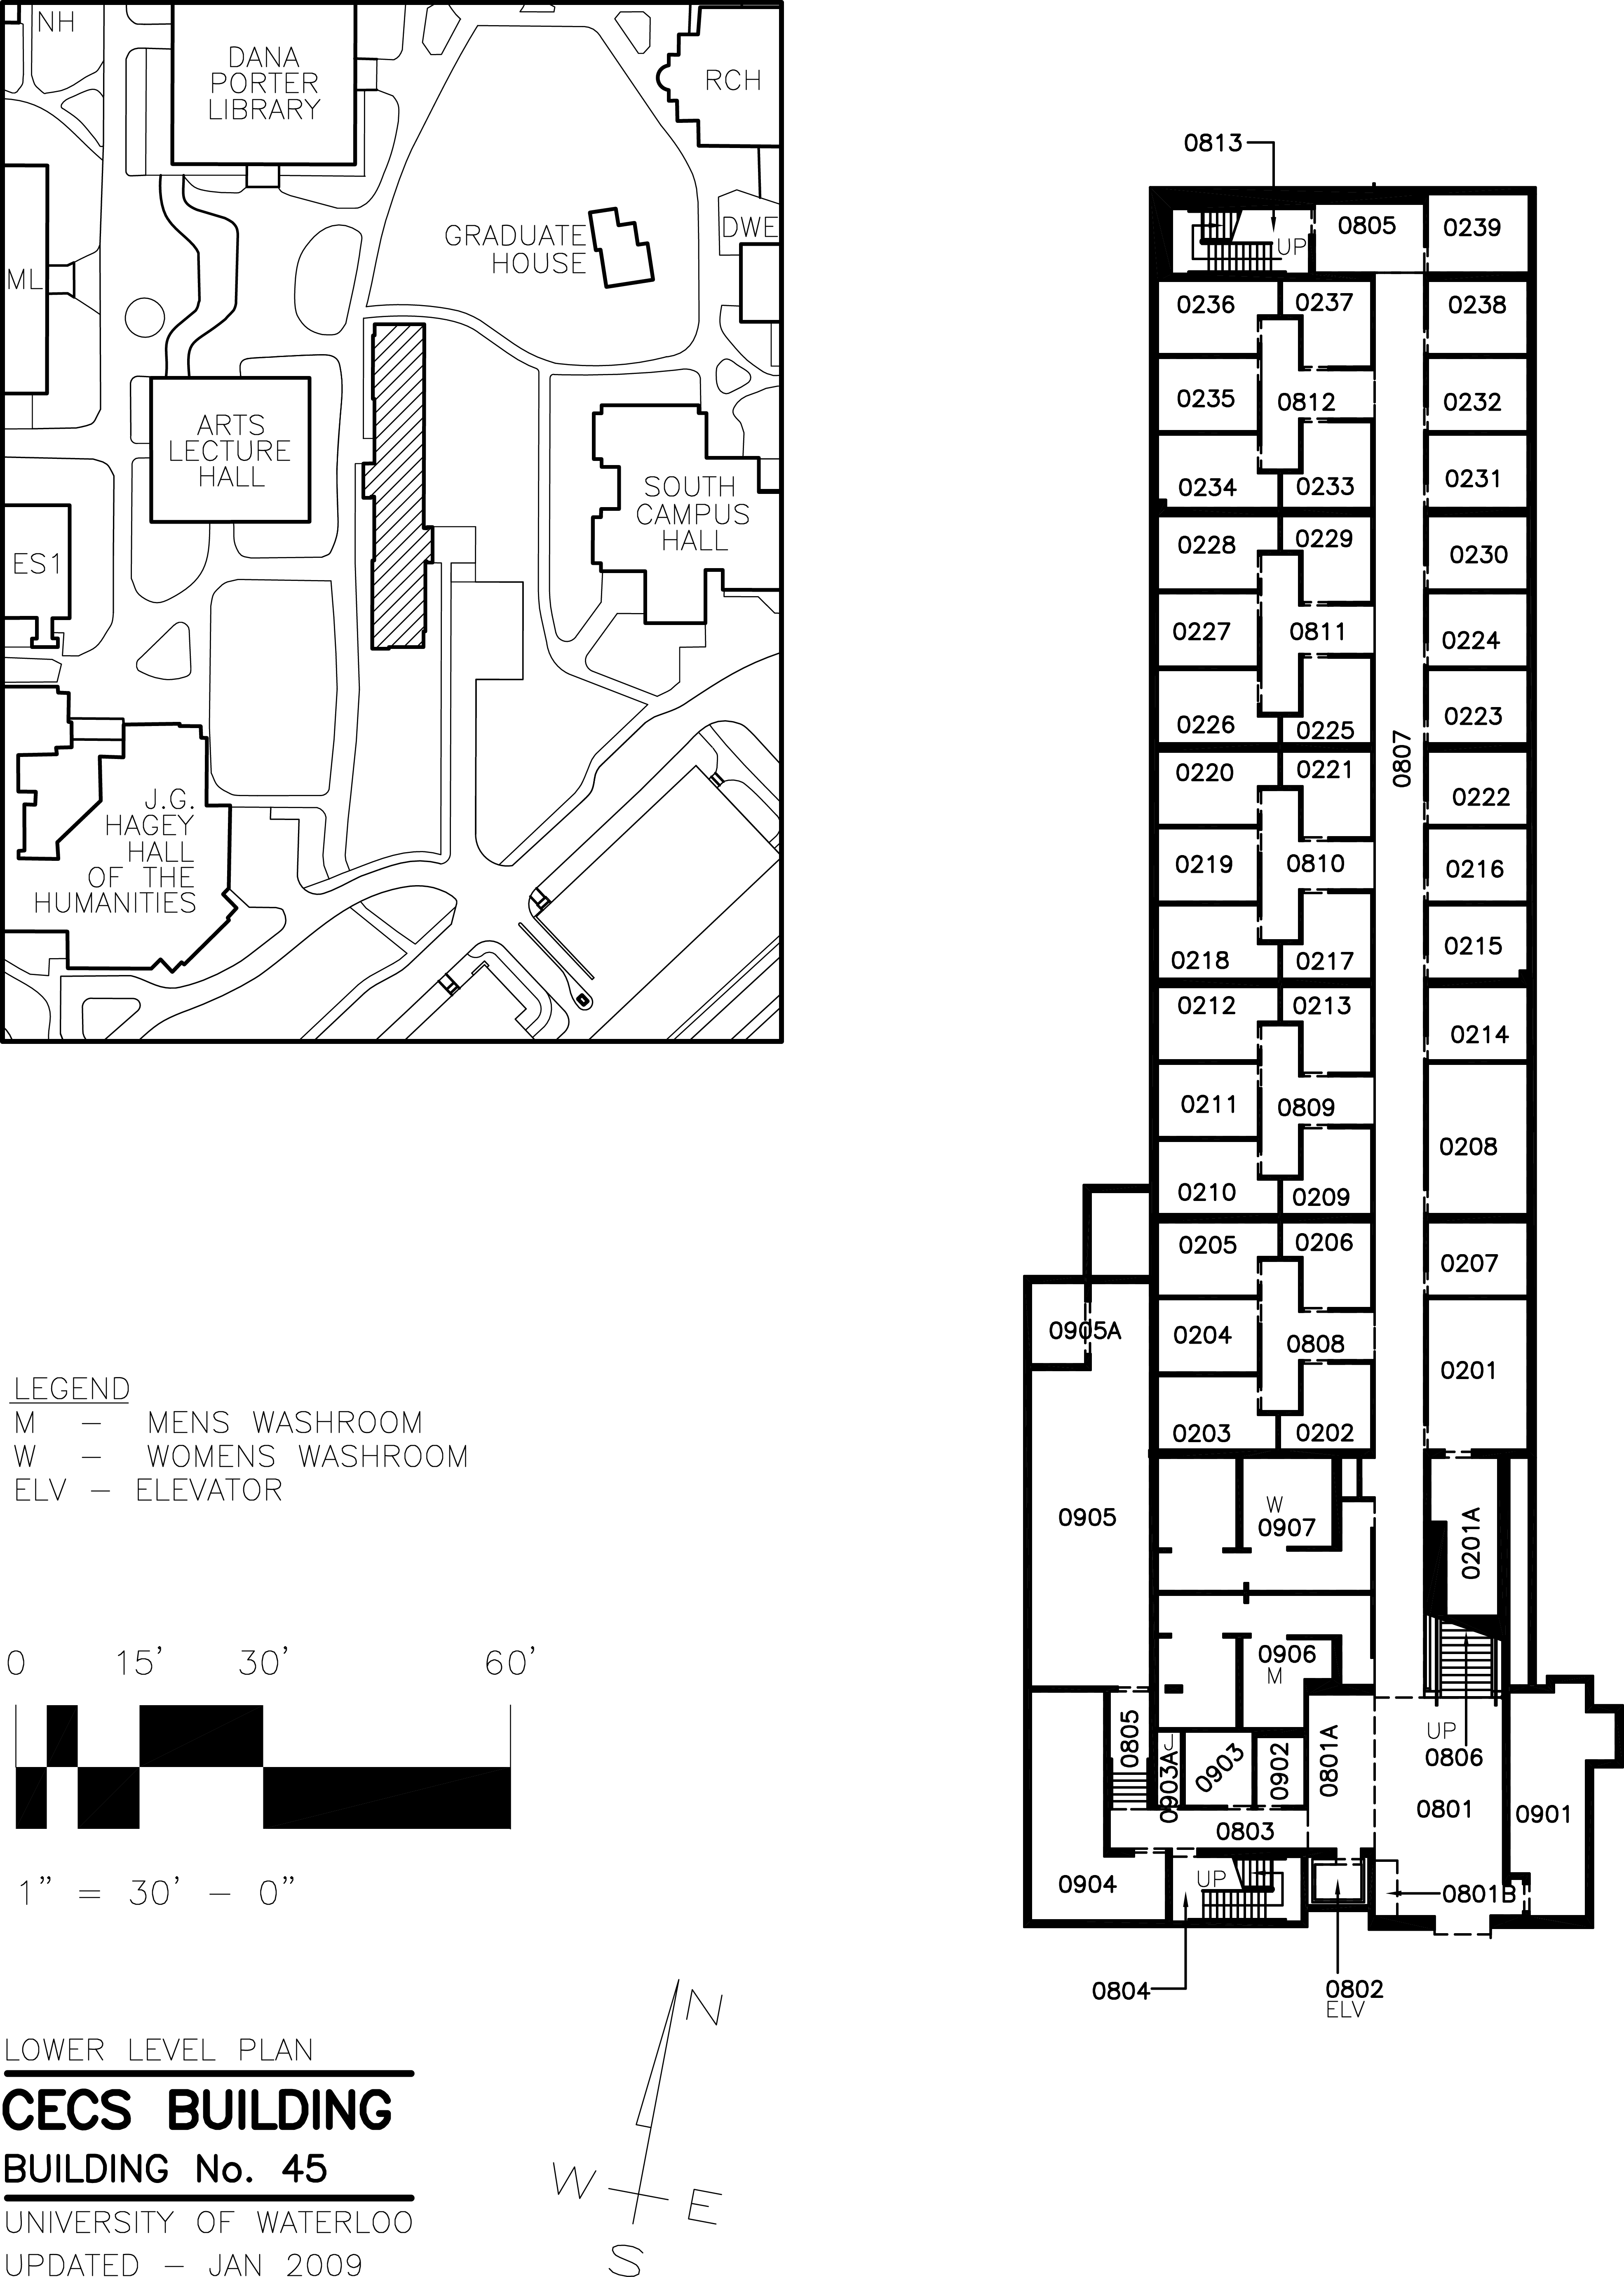 NH
DANA
PORTER
LIBRARY
RCH
GRADUATE
HOUSE
DWE
ML
ARTS
LECTURE
HALL
SOUTH
CAMPUS
HALL
ES1
J.G.
HAGEY
HALL
OF THE
HUMANITIES
LEGEND
M – MENS WASHROOM
W – WOMENS WASHROOM
ELV – ELEVATOR
0 15' 30' 60'
1" = 30' – 0"
LOWER LEVEL PLAN
CECS BUILDING
BUILDING No. 45
UNIVERSITY OF WATERLOO
UPDATED – JAN 2009
N
W
E
S
0813
UP
0805
0239
0236
0237
0238
0235
0812
0232
0234
0233
0231
0228
0229
0230
0227
0811
0224
0226
0225
0223
0807
0220
0221
0222
0219
0810
0216
0218
0217
0215
0212
0213
0214
0211
0809
0208
0210
0209
0205
0206
0207
0905A
0204
0808
0201
0203
0202
0905
W
0907
0201A
0906
M
0805
J
0903A
0903
0902
0801A
UP
0806
0801
0901
0803
0904
UP
0801B
0804
0802
ELV